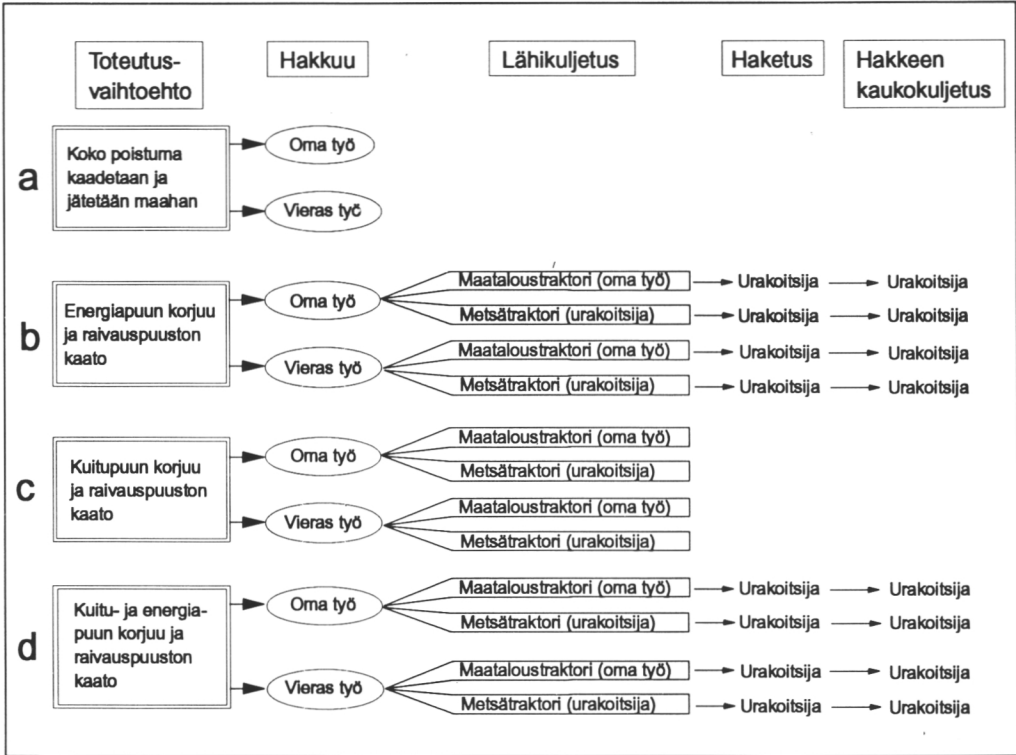 Toteutus-
vaihtoehto
Hakkuu
Lähikuljetus
Haketus
Hakkeen
kaukokuljetus
a
Koko poistuma
kaadetaan ja
jätetään maahan
Oma työ
Vieras työ
b
Energiapuun korjuu
ja raivauspuuston
kaato
Oma työ
Maataloustraktori (oma työ)
Urakoitsija
Urakoitsija
Metsätraktori (urakoitsija)
Urakoitsija
Urakoitsija
Vieras työ
Maataloustraktori (oma työ)
Urakoitsija
Urakoitsija
Metsätraktori (urakoitsija)
Urakoitsija
Urakoitsija
c
Kuitupuun korjuu
ja raivauspuuston
kaato
Oma työ
Maataloustraktori (oma työ)
Metsätraktori (urakoitsija)
Vieras työ
Maataloustraktori (oma työ)
Metsätraktori (urakoitsija)
d
Kuitu- ja energia-
puun korjuu ja
raivauspuuston
kaato
Oma työ
Maataloustraktori (oma työ)
Urakoitsija
Urakoitsija
Metsätraktori (urakoitsija)
Urakoitsija
Urakoitsija
Vieras työ
Maataloustraktori (oma työ)
Urakoitsija
Urakoitsija
Metsätraktori (urakoitsija)
Urakoitsija
Urakoitsija